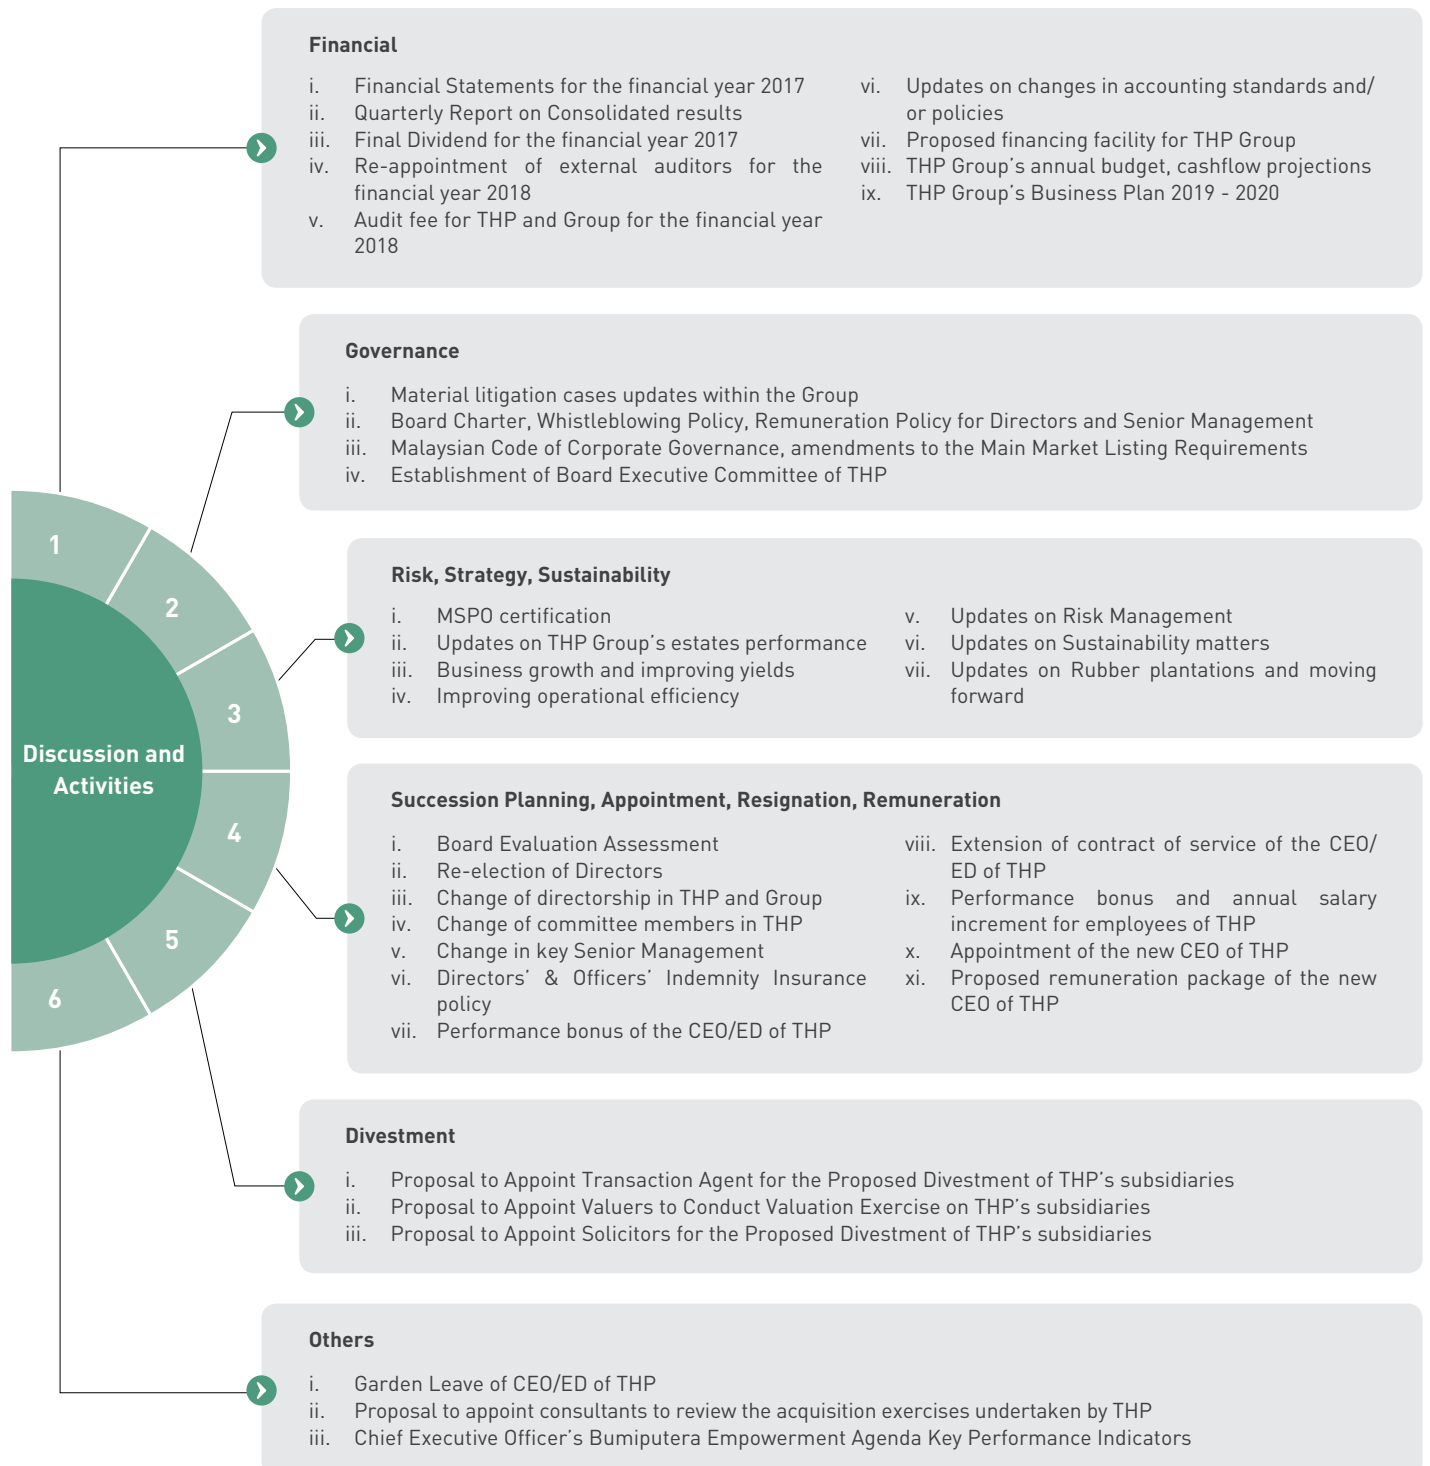 Financial
i. Financial Statements for the financial year 2017
ii. Quarterly Report on Consolidated results
iii. Final Dividend for the financial year 2017
iv. Re-appointment of external auditors for the
financial year 2018
v. Audit fee for THP and Group for the financial year
2018
vi. Updates on changes in accounting standards and/
or policies
vii. Proposed financing facility for THP Group
viii. THP Group’s annual budget, cashflow projections
ix. THP Group’s Business Plan 2019 - 2020
Governance
i. Material litigation cases updates within the Group
ii. Board Charter, Whistleblowing Policy, Remuneration Policy for Directors and Senior Management
iii. Malaysian Code of Corporate Governance, amendments to the Main Market Listing Requirements
iv. Establishment of Board Executive Committee of THP
Risk, Strategy, Sustainability
i. MSPO certification
ii. Updates on THP Group’s estates performance
iii. Business growth and improving yields
iv. Improving operational efficiency
v. Updates on Risk Management
vi. Updates on Sustainability matters
vii. Updates on Rubber plantations and moving
forward
1
2
3
Discussion and
Activities
4
5
6
Succession Planning, Appointment, Resignation, Remuneration
i. Board Evaluation Assessment
ii. Re-election of Directors
iii. Change of directorship in THP and Group
iv. Change of committee members in THP
v. Change in key Senior Management
vi. Directors’ & Officers’ Indemnity Insurance
policy
vii. Performance bonus of the CEO/ED of THP
viii. Extension of contract of service of the CEO/
ED of THP
ix. Performance bonus and annual salary
increment for employees of THP
x. Appointment of the new CEO of THP
xi. Proposed remuneration package of the new
CEO of THP
Divestment
i. Proposal to Appoint Transaction Agent for the Proposed Divestment of THP’s subsidiaries
ii. Proposal to Appoint Valuers to Conduct Valuation Exercise on THP’s subsidiaries
iii. Proposal to Appoint Solicitors for the Proposed Divestment of THP’s subsidiaries
Others
i. Garden Leave of CEO/ED of THP
ii. Proposal to appoint consultants to review the acquisition exercises undertaken by THP
iii. Chief Executive Officer’s Bumiputera Empowerment Agenda Key Performance Indicators